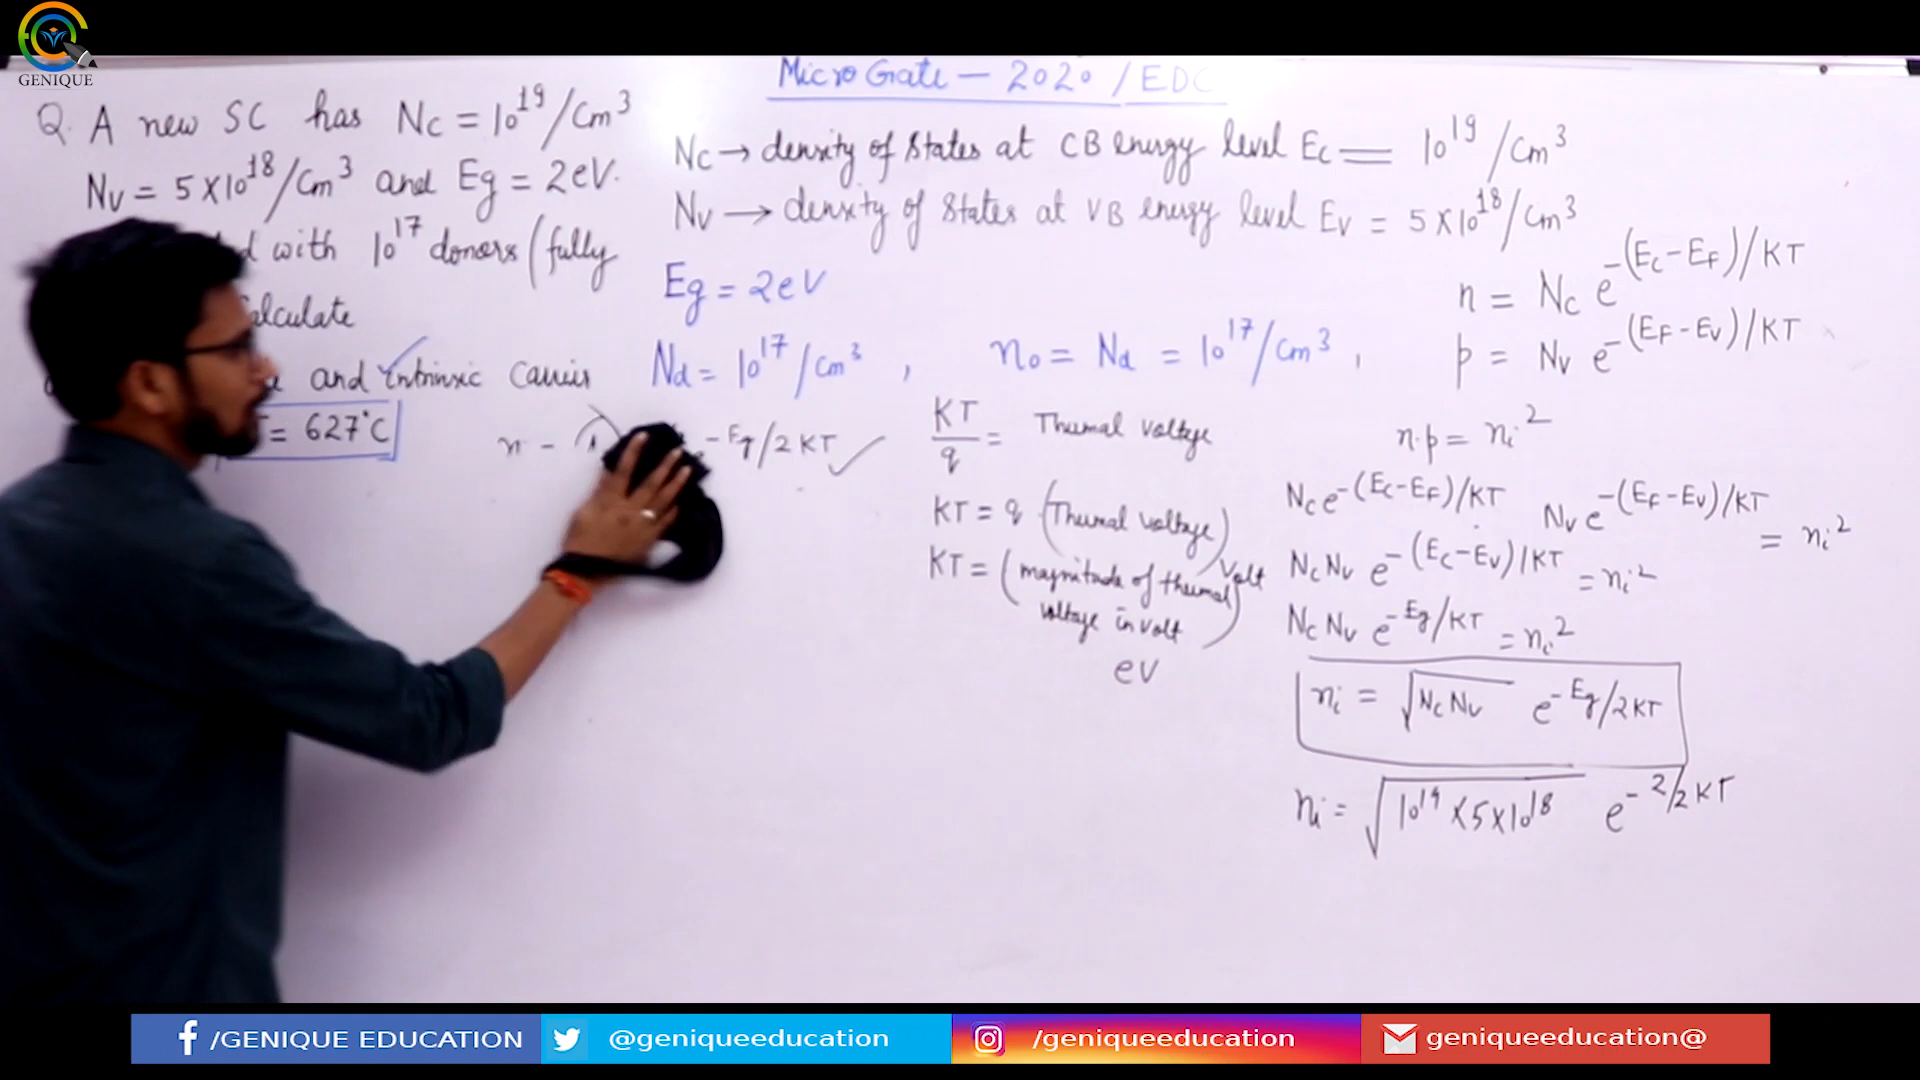 GENIQUE
Micro Gate - 2020 / EDC
Q. A new SC has Nc = 10^19/Cm^3
Nv = 5 X 10^18/Cm^3 and Eg = 2eV.
with 10^17 doners (fully
alculate
and intrinsic Carrier
= 627°C
Nc → density of States at CB energy level Ec = 10^19 /Cm^3
Nv → density of States at VB energy level Ev = 5 X 10^18/Cm^3
Eg = 2eV
Nd = 10^17/Cm^3 , no = Nd = 10^17/Cm^3 ,
- Eg/2KT ✓
KT/q = Thermal voltage
KT = q (Thermal voltage) Volt
KT = (magnitude of thermal voltage in volt)
eV
n = Nc e^-(Ec-EF)/KT
p = Nv e^-(EF-Ev)/KT
n.p = ni^2
Nc e^-(Ec-EF)/KT Nv e^-(EF-Ev)/KT = ni^2
Nc Nv e^-(Ec-Ev)/KT = ni^2
Nc Nv e^-Eg/KT = ni^2
ni = √NcNv e^-Eg/2KT
ni = √10^19 X 5 X 10^18 e^-2/2KT
/GENIQUE EDUCATION
@geniqueeducation
/geniqueeducation
geniqueeducation@